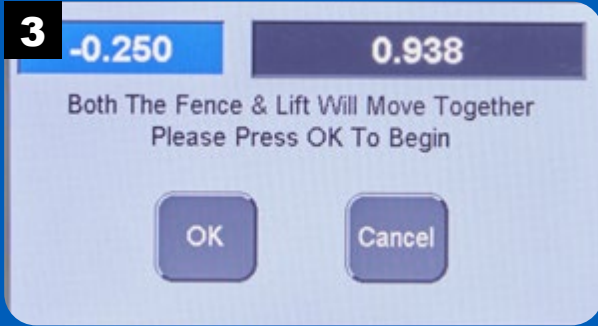 3
-0.250
0.938
Both The Fence & Lift Will Move Together
Please Press OK To Begin
OK
Cancel